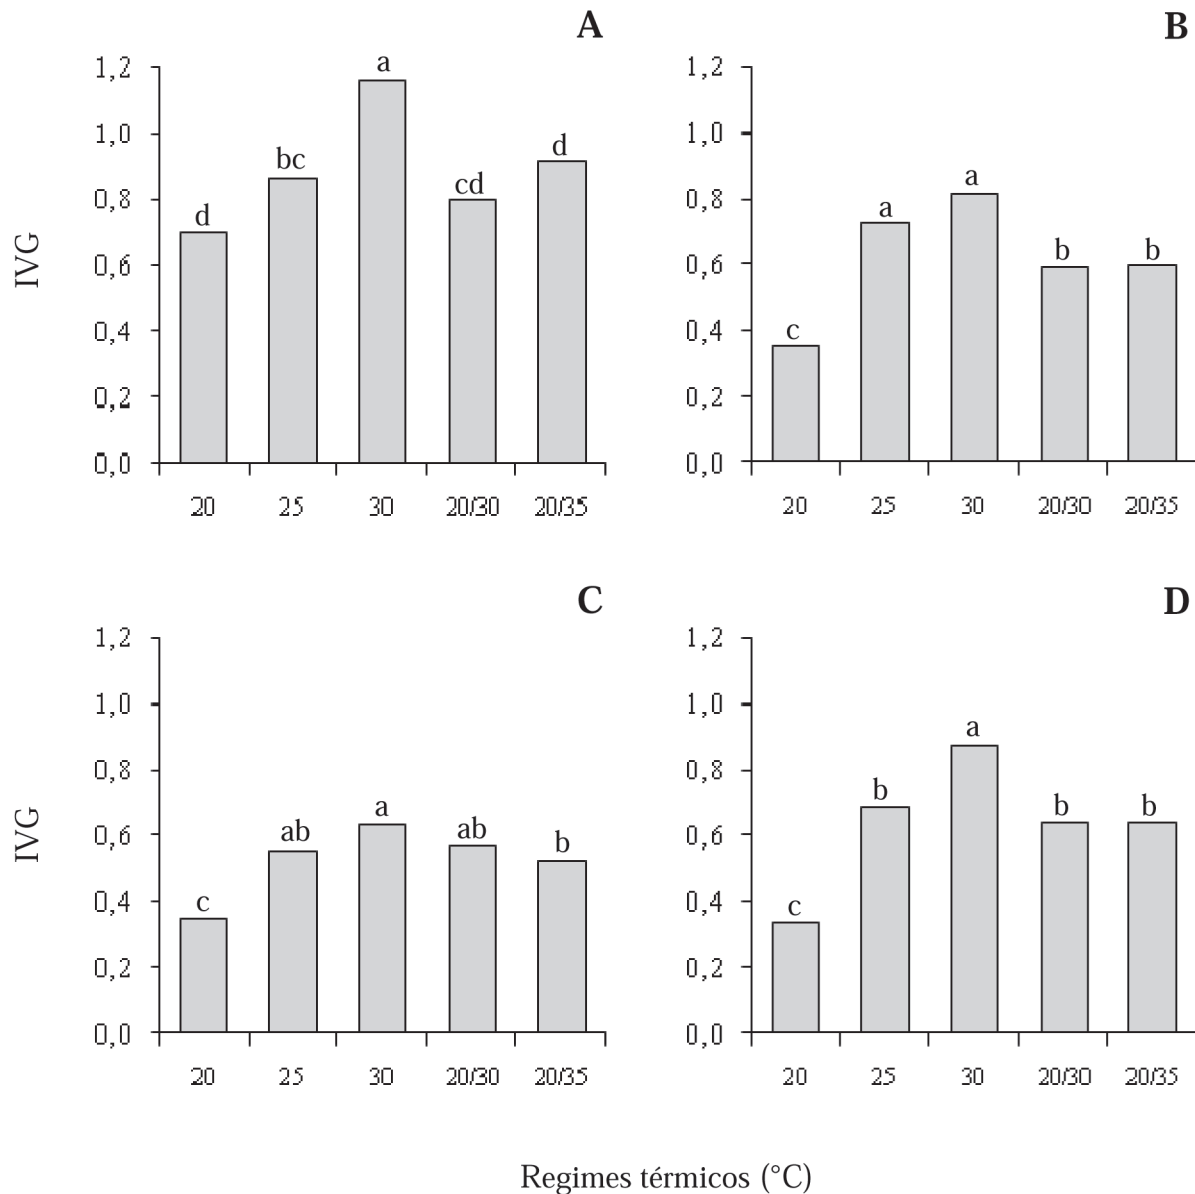 A
1,2
1,0
0,8
0,6
0,4
0,2
0,0
IVG
d
bc
a
cd
d
20 25 30 20/30 20/35
B
1,2
1,0
0,8
0,6
0,4
0,2
0,0
c
a
a
b
b
20 25 30 20/30 20/35
C
1,2
1,0
0,8
0,6
0,4
0,2
0,0
IVG
c
ab
a
ab
b
20 25 30 20/30 20/35
D
1,2
1,0
0,8
0,6
0,4
0,2
0,0
c
b
a
b
b
20 25 30 20/30 20/35
Regimes térmicos (°C)